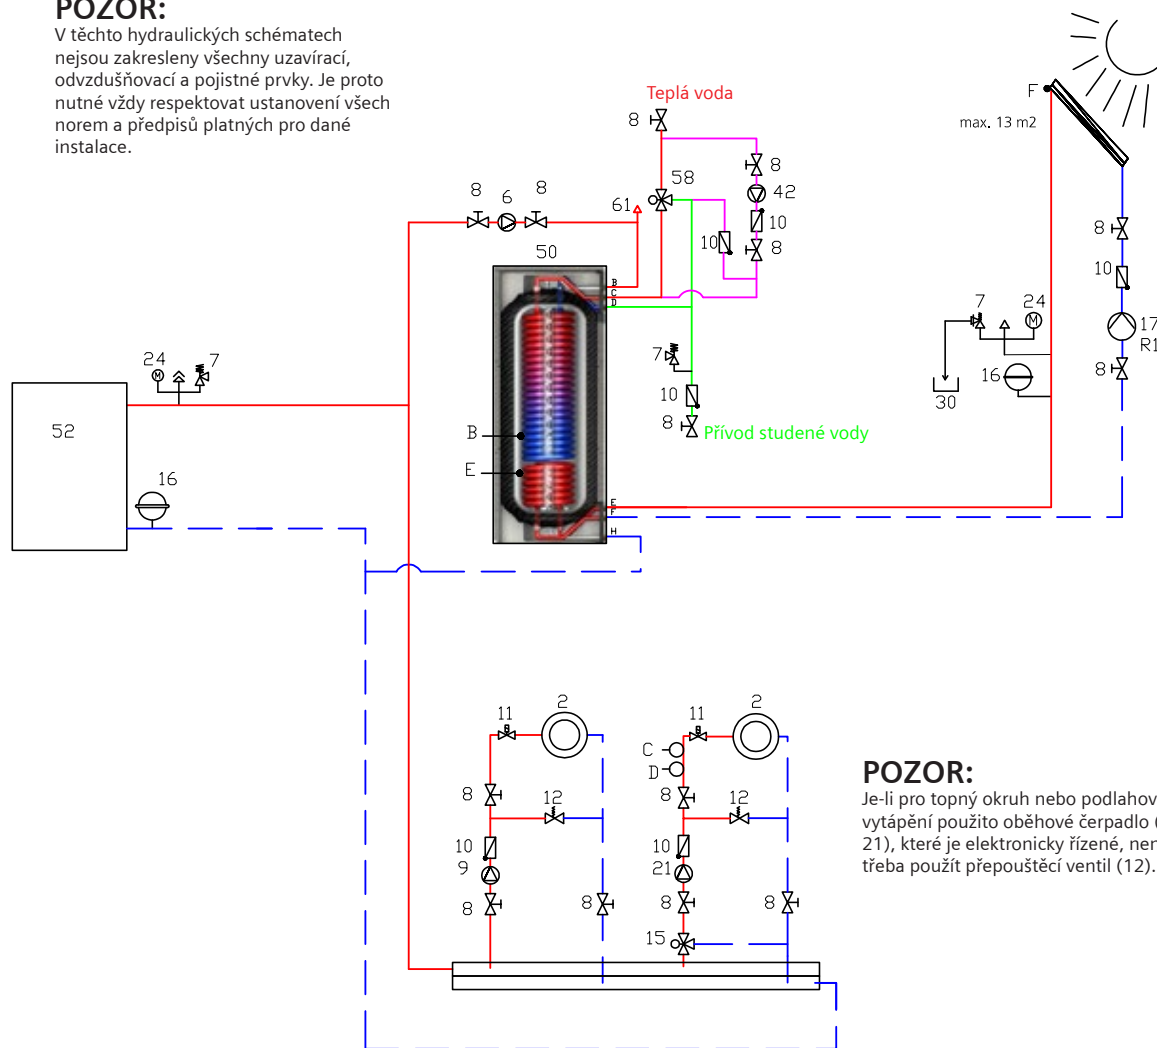 POZOR:
V těchto hydraulických schématech
nejsou zakresleny všechny uzavírací,
odvzdušňovací a pojistné prvky. Je proto
nutné vždy respektovat ustanovení všech
norem a předpisů platných pro dané
instalace.
Teplá voda
8
58
8
42
10
8
10
61
8
6
8
50
B
C
D
7
10
8
Přívod studené vody
B
E
E
F
H
F
max. 13 m2
8
10
17
R1
8
7
24
M
16
30
24
M
7
52
16
11
2
8
12
10
9
8
8
11
2
C
D
8
12
10
21
8
8
15
POZOR:
Je-li pro topný okruh nebo podlahov
vytápění použito oběhové čerpadlo (
21), které je elektronicky řízené, nen
třeba použít přepouštěcí ventil (12).